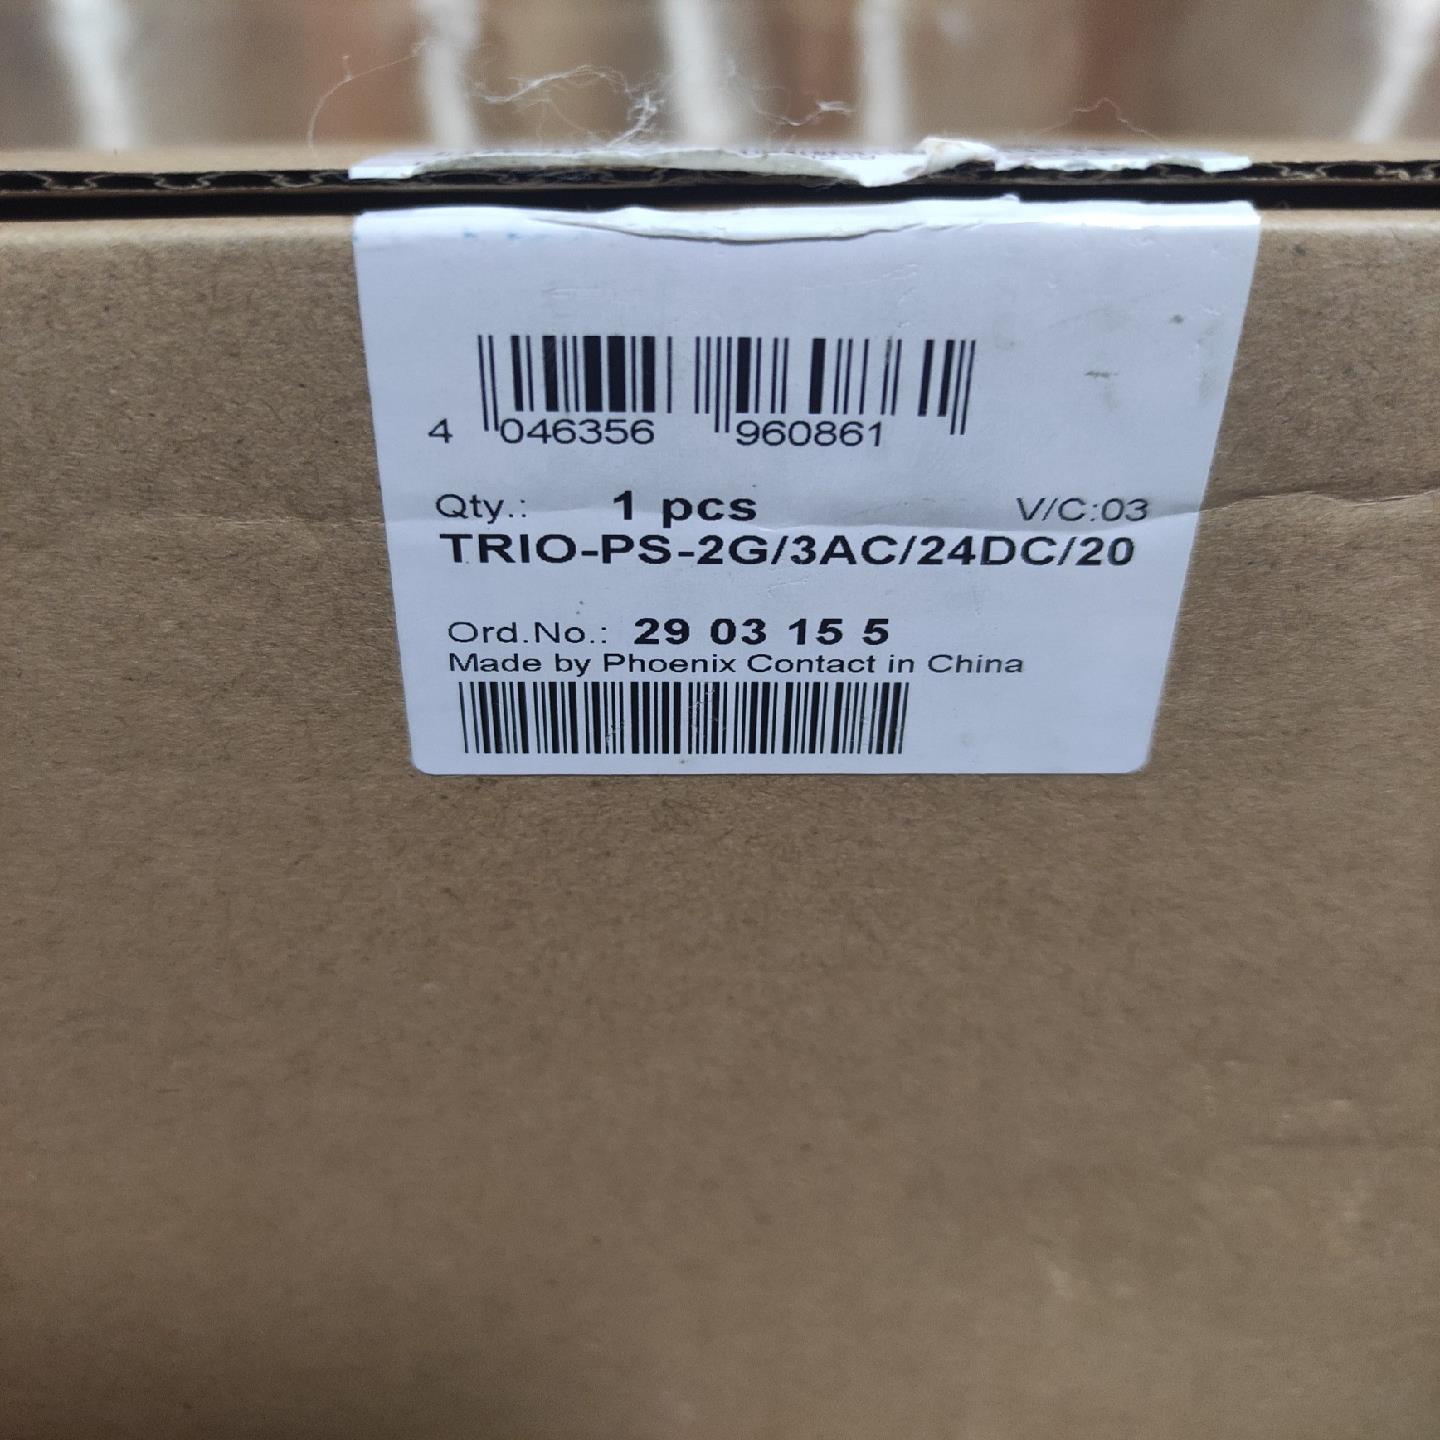 4 046356 960861
Qty.: 1 pcs V/C:03
TRIO-PS-2G/3AC/24DC/20
Ord.No.: 29 03 15 5
Made by Phoenix Contact in China